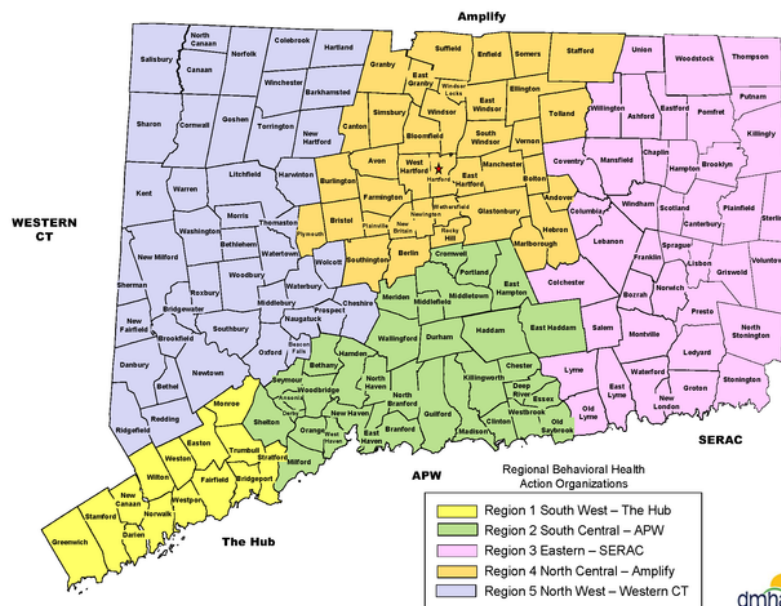 Amplify
WESTERN
CT
SERAC
APW
The Hub
Salisbury
North
Canaan
Canaan
Norfolk
Colebrook
Hartland
Winchester
Barkhamsted
Sharon
Cornwall
Goshen
Torrington
New
Hartford
Kent
Warren
Litchfield
Harwinton
Morris
Washington
Bethlehem
Thomaston
Watertown
Plymouth
New Milford
Woodbury
Waterbury
Wolcott
Sherman
Roxbury
Bridgewater
Middlebury
Naugatuck
Prospect
Cheshire
New
Fairfield
Brookfield
Southbury
Oxford
Beacon
Falls
Danbury
Bethel
Newtown
Ridgefield
Redding
Granby
Suffield
East
Granby
Windsor
Locks
Enfield
Somers
Stafford
Ellington
East
Windsor
Simsbury
Windsor
Tolland
Canton
Bloomfield
South
Windsor
Vernon
Avon
West
Hartford
Hartford
East
Hartford
Manchester
Bolton
Burlington
Farmington
Wethersfield
Newington
Glastonbury
Andover
Hebron
Bristol
Plainville
New
Britain
Rocky
Hill
Marlborough
Southington
Berlin
Union
Woodstock
Thompson
Putnam
Willington
Ashford
Eastford
Pomfret
Killingly
Coventry
Mansfield
Chaplin
Hampton
Brooklyn
Columbia
Windham
Scotland
Canterbury
Plainfield
Sterlin
Lebanon
Franklin
Sprague
Lisbon
Griswold
Voluntow
Colchester
Bozrah
Norwich
Presto
North
Stonington
Salem
Montville
Ledyard
Lyme
Waterford
East
Lyme
New
London
Groton
Stonington
Old
Lyme
Cromwell
Portland
East
Hampton
Meriden
Middlefield
Middletown
Wallingford
Durham
Haddam
East Haddam
Hamden
Bethany
Seymour
Woodbridge
Ansonia
Derby
North
Haven
North
Branford
Killingworth
Chester
Deep
River
Essex
Shelton
Orange
New Haven
West
Haven
East
Haven
Branford
Guilford
Madison
Clinton
Westbrook
Old
Saybrook
Milford
Monroe
Easton
Weston
Trumbull
Stratford
Wilton
Fairfield
Bridgeport
New
Canaan
Westpor
Norwalk
Stamford
Darien
Greenwich
Regional Behavioral Health
Action Organizations
Region 1 South West – The Hub
Region 2 South Central – APW
Region 3 Eastern – SERAC
Region 4 North Central – Amplify
Region 5 North West – Western CT
dmha